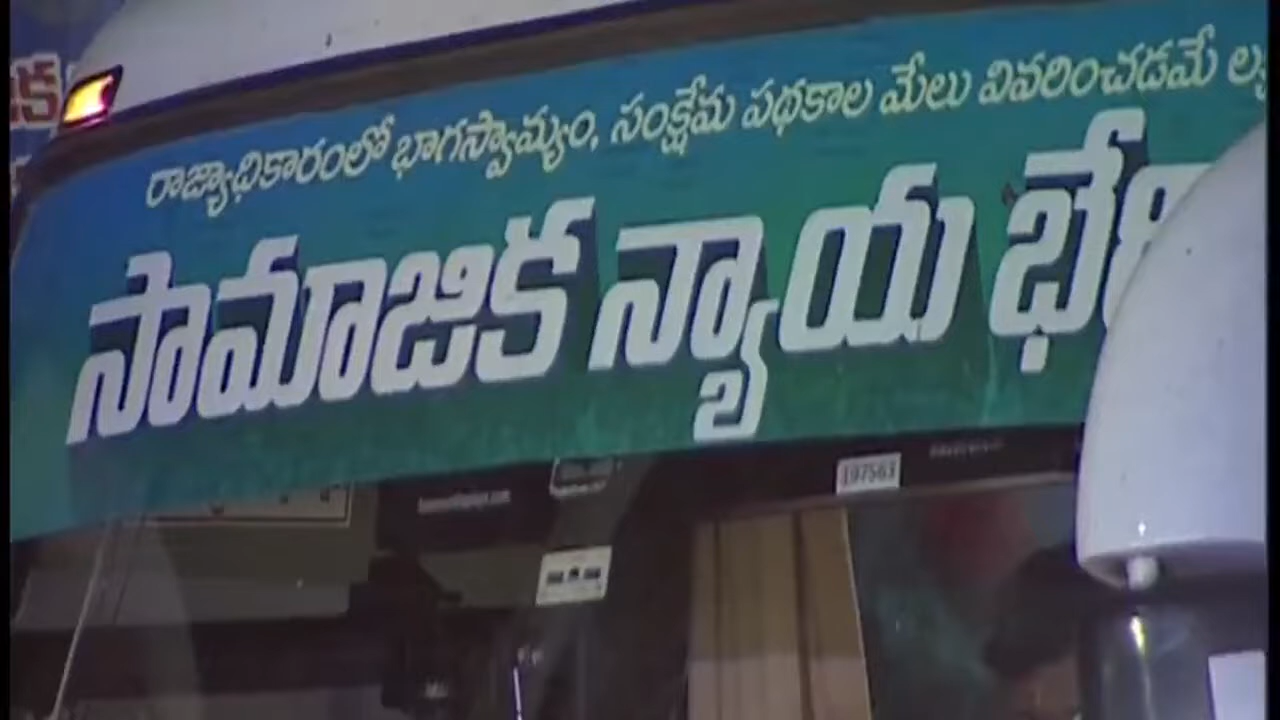 రాజ్యాధికారంలో భాగస్వామ్యం, సంక్షేమ పథకాల మేలు వివరించడమే
సామాజిక న్యాయ
197563